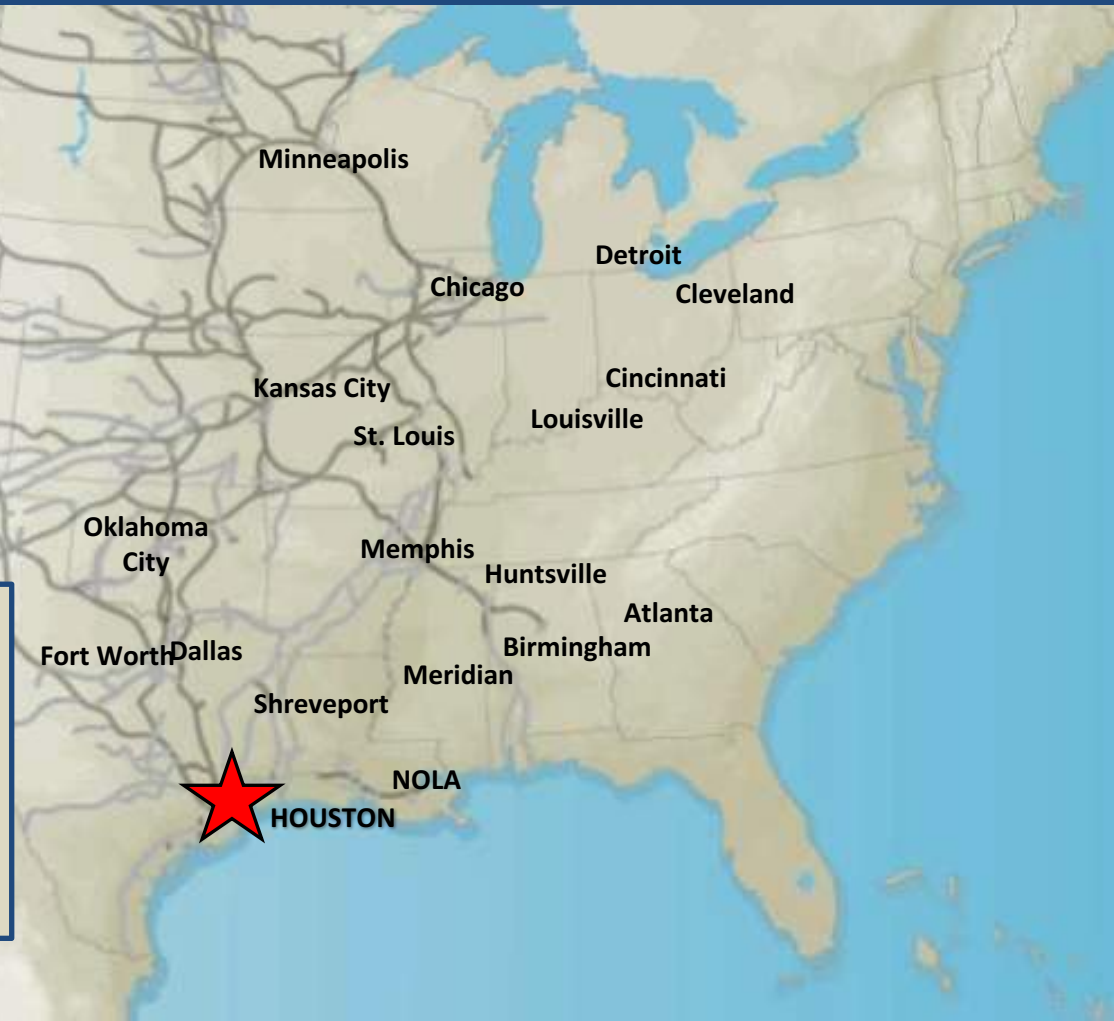 Minneapolis
Detroit
Chicago
Cleveland
Cincinnati
Kansas City
Louisville
St. Louis
Oklahoma
City
Memphis
Huntsville
Atlanta
Birmingham
Fort Worth
Dallas
Meridian
Shreveport
NOLA
HOUSTON